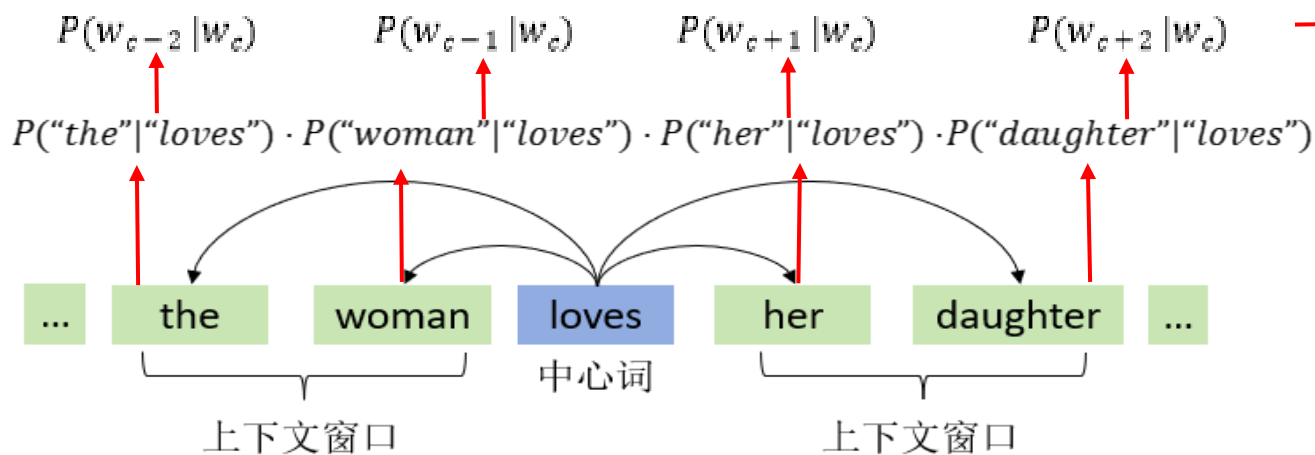 P(w_{c-2} |w_c) P(w_{c-1} |w_c) P(w_{c+1} |w_c) P(w_{c+2} |w_c)
P(“the”|“loves”) · P(“woman”|“loves”) · P(“her”|“loves”) · P(“daughter”|“loves”)
... the woman loves her daughter ...
中心词
上下文窗口 上下文窗口